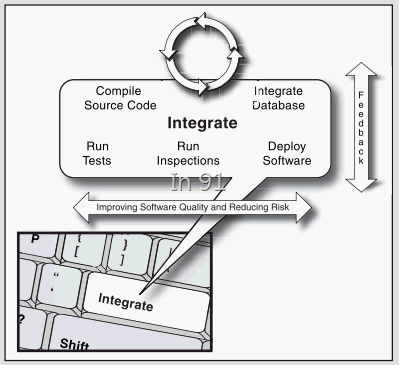 Compile
Source Code
Integrate
Database
Integrate
Run
Tests
Run
Inspections
Deploy
Software
In 91
Improving Software Quality and Reducing Risk
Feedback
P
{
[
}
]
|
“
‘
Integrate
?
Shift